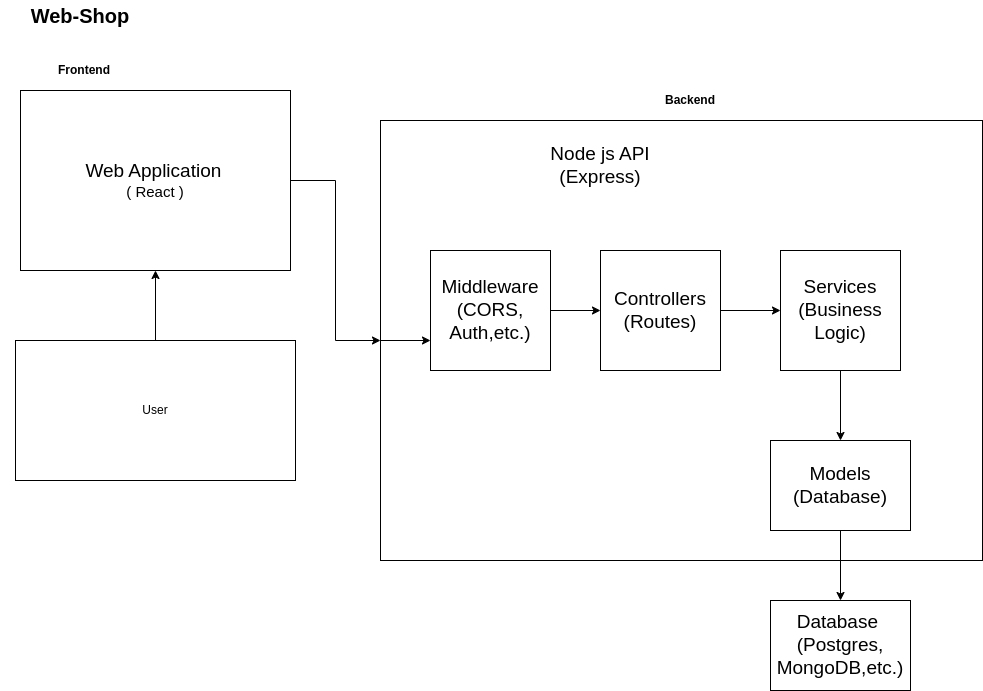 Web-Shop
Frontend
Backend
Web Application
( React )
Node js API
(Express)
Middleware
(CORS,
Auth,etc.)
Controllers
(Routes)
Services
(Business
Logic)
User
Models
(Database)
Database
(Postgres,
MongoDB,etc.)